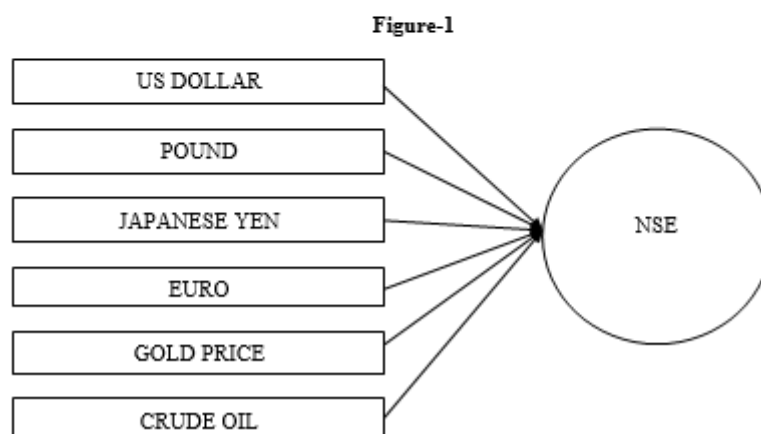 Figure-1
US DOLLAR
POUND
JAPANESE YEN
NSE
EURO
GOLD PRICE
CRUDE OIL